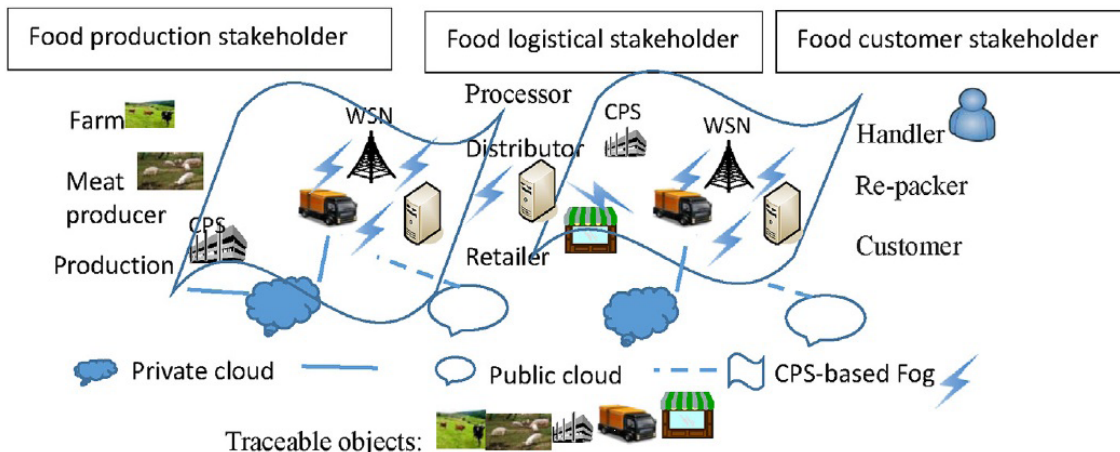 Food production stakeholder
Food logistical stakeholder
Food customer stakeholder
Farm
Meat
producer
Production
CPS
WSN
Processor
Distributor
Retailer
CPS
WSN
Handler
Re-packer
Customer
Private cloud
Public cloud
CPS-based Fog
Traceable objects: